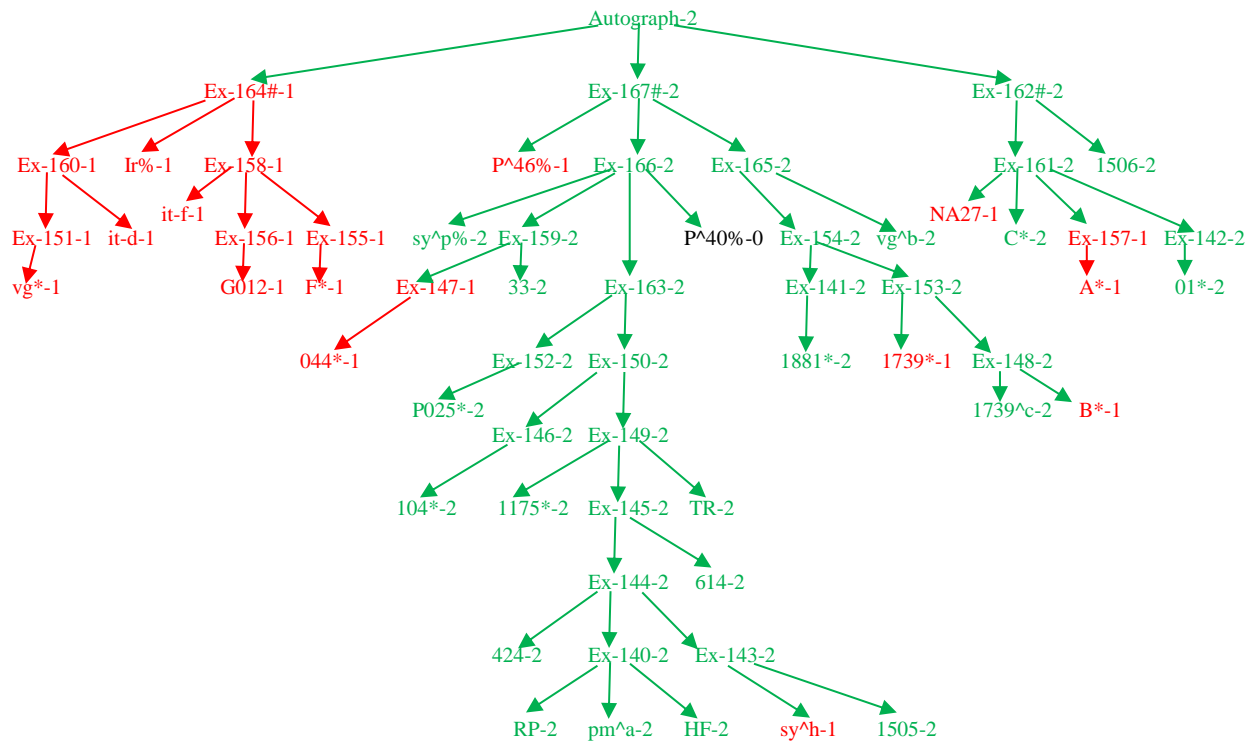 Autograph-2
Ex-164#-1 Ex-167#-2 Ex-162#-2
Ex-160-1 Ir%-1 Ex-158-1 P^46%-1 Ex-166-2 Ex-165-2 Ex-161-2 1506-2
it-f-1 NA27-1
Ex-151-1 it-d-1 Ex-156-1 Ex-155-1 sy^p%-2 Ex-159-2 P^40%-0 Ex-154-2 vg^b-2 C*-2 Ex-157-1 Ex-142-2
vg*-1 G012-1 F*-1 Ex-147-1 33-2 Ex-163-2 Ex-141-2 Ex-153-2 A*-1 01*-2
044*-1 Ex-152-2 Ex-150-2 1881*-2 1739*-1 Ex-148-2
P025*-2 1739^c-2 B*-1
Ex-146-2 Ex-149-2
104*-2 1175*-2 Ex-145-2 TR-2
Ex-144-2 614-2
424-2 Ex-140-2 Ex-143-2
RP-2 pm^a-2 HF-2 sy^h-1 1505-2